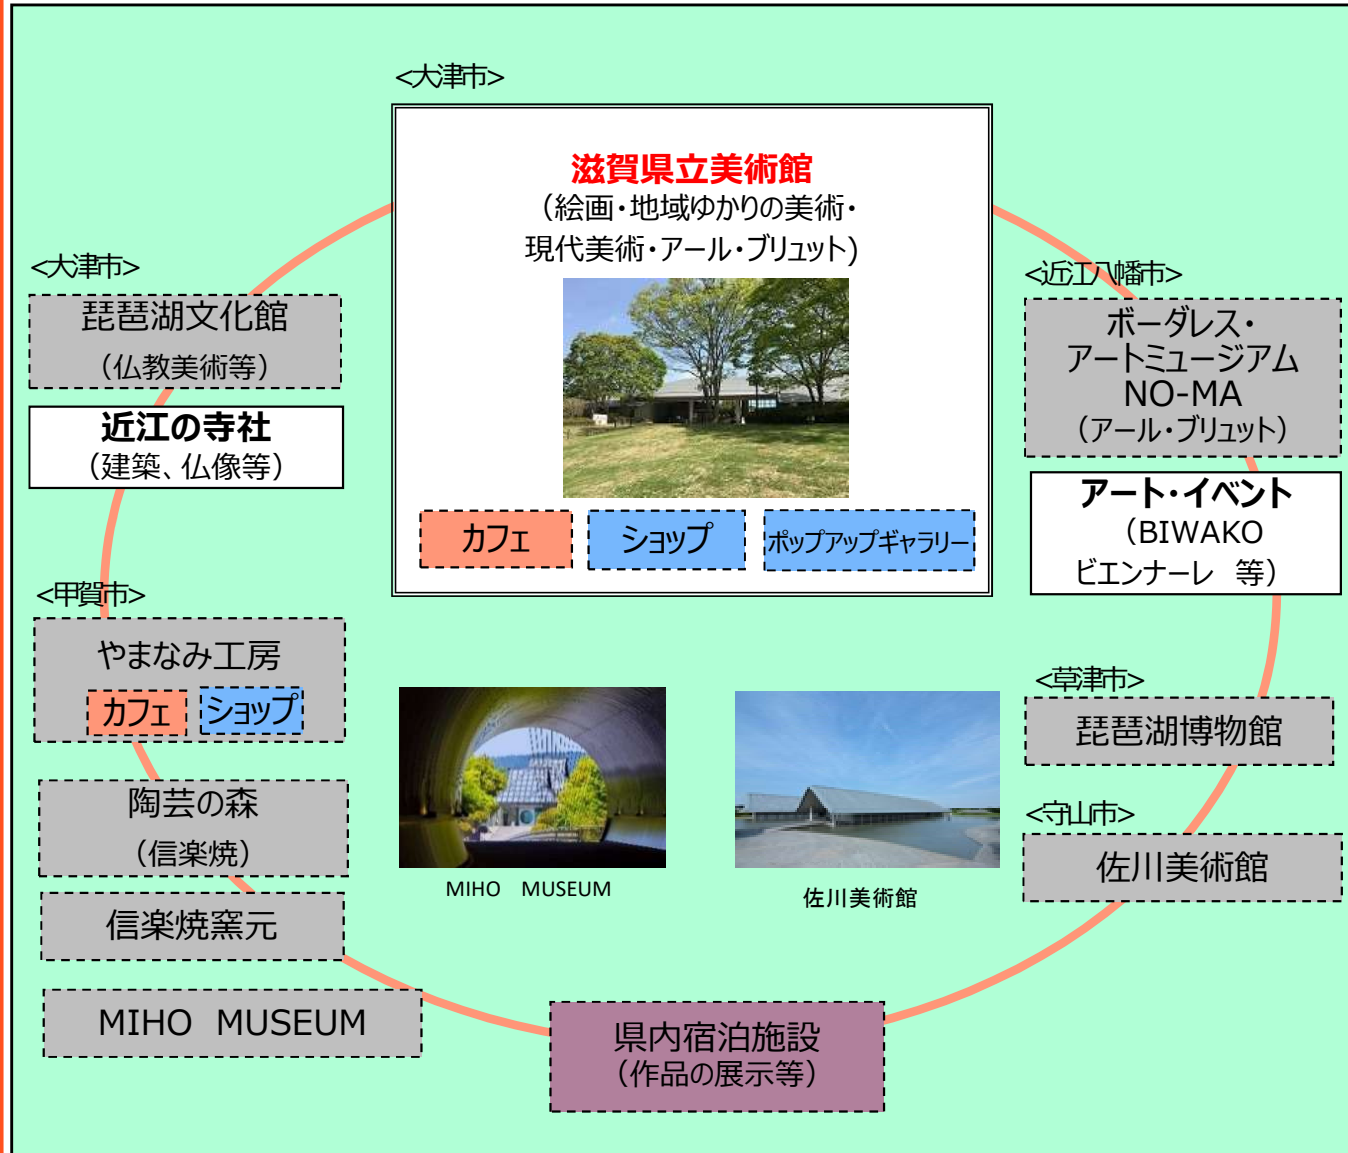 <大津市>
滋賀県立美術館
（絵画・地域ゆかりの美術・
現代美術・アール・ブリュット)
カフェ
ショップ
ポップアップギャラリー
<大津市>
琵琶湖文化館
（仏教美術等）
近江の寺社
（建築、仏像等）
<甲賀市>
やまなみ工房
カフェ
ショップ
陶芸の森
（信楽焼）
信楽焼窯元
MIHO　MUSEUM
MIHO　MUSEUM
佐川美術館
県内宿泊施設
（作品の展示等）
<近江八幡市>
ボーダレス・
アートミュージアム
NO-MA
（アール・ブリュット）
アート・イベント
（BIWAKO
ビエンナーレ　等）
<草津市>
琵琶湖博物館
<守山市>
佐川美術館